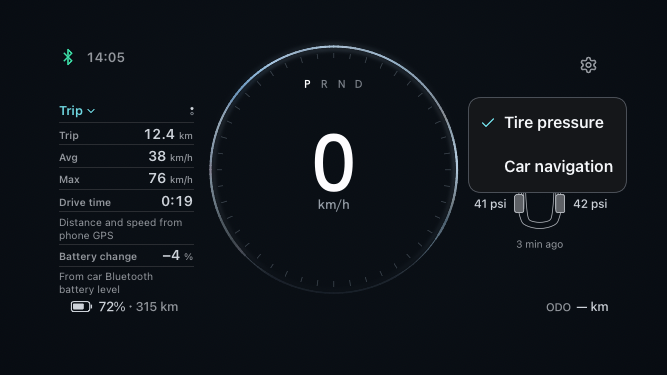 14:05
Trip
Trip 12.4 km
Avg 38 km/h
Max 76 km/h
Drive time 0:19
Distance and speed from
phone GPS
Battery change −4 %
From car Bluetooth
battery level
72% · 315 km
P R N D
0
km/h
Tire pressure
Car navigation
41 psi 42 psi
3 min ago
ODO — km